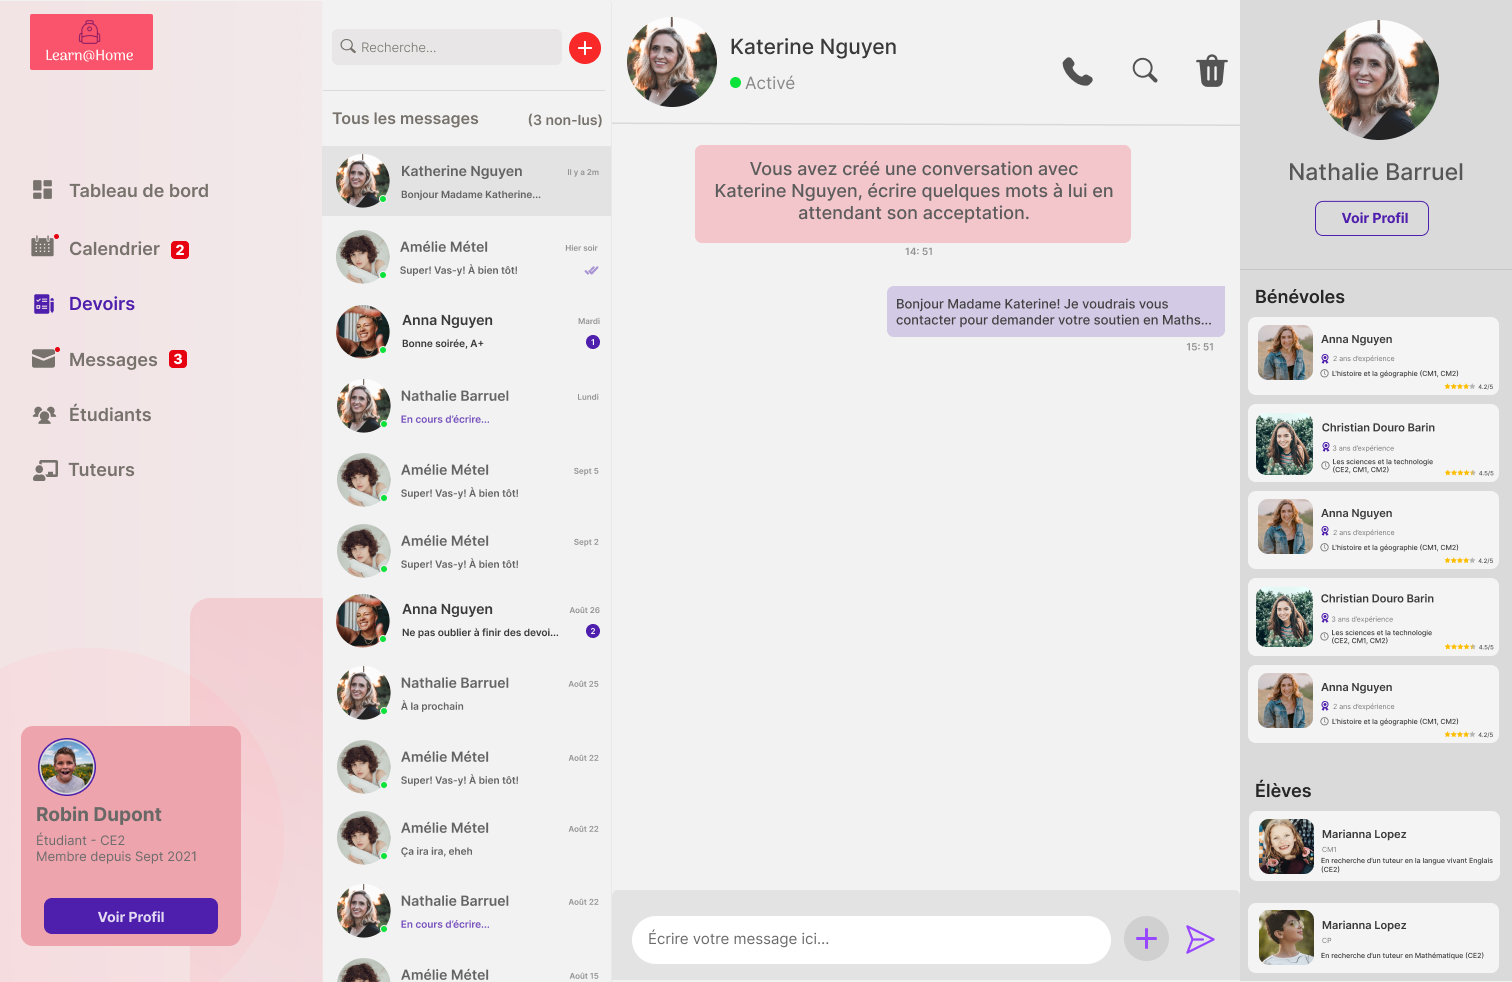 Learn@Home
Tableau de bord
Calendrier 2
Devoirs
Messages 3
Étudiants
Tuteurs
Robin Dupont
Étudiant - CE2
Membre depuis Sept 2021
Voir Profil
Recherche...
Tous les messages (3 non-lus)
Katherine Nguyen Il y a 2m
Bonjour Madame Katherine...
Amélie Métel Hier soir
Super! Vas-y! À bien tôt!
Anna Nguyen Mardi
Bonne soirée, A+ 1
Nathalie Barruel Lundi
En cours d'écrire...
Amélie Métel Sept 5
Super! Vas-y! À bien tôt!
Amélie Métel Sept 2
Super! Vas-y! À bien tôt!
Anna Nguyen Août 26
Ne pas oublier à finir des devoi... 2
Nathalie Barruel Août 25
À la prochain
Amélie Métel Août 22
Super! Vas-y! À bien tôt!
Amélie Métel Août 22
Ça ira ira, eheh
Nathalie Barruel Août 22
En cours d'écrire...
Amélie Métel Août 15
Katerine Nguyen
Activé
Vous avez créé une conversation avec
Katerine Nguyen, écrire quelques mots à lui en
attendant son acceptation.
14: 51
Bonjour Madame Katerine! Je voudrais vous
contacter pour demander votre soutien en Maths...
15: 51
Écrire votre message ici...
Nathalie Barruel
Voir Profil
Bénévoles
Anna Nguyen
2 ans d'expérience
L'histoire et la géographie (CM1, CM2)
4.2/5
Christian Douro Barin
3 ans d'expérience
Les sciences et la technologie
(CE2, CM1, CM2)
4.5/5
Anna Nguyen
2 ans d'expérience
L'histoire et la géographie (CM1, CM2)
4.2/5
Christian Douro Barin
3 ans d'expérience
Les sciences et la technologie
(CE2, CM1, CM2)
4.5/5
Anna Nguyen
2 ans d'expérience
L'histoire et la géographie (CM1, CM2)
4.2/5
Élèves
Marianna Lopez
CM1
En recherche d'un tuteur en la langue vivant Englais
(CE2)
Marianna Lopez
CP
En recherche d'un tuteur en Mathématique (CE2)